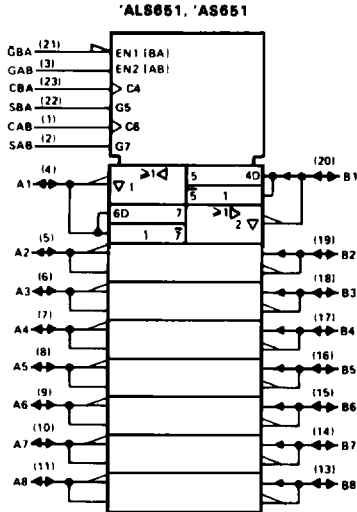 'ALS651, 'AS651
G̅BA (21) EN1 [BA]
GAB (3) EN2 [AB]
CBA (23) C4
SBA (22) G5
CAB (1) C6
SAB (2) G7
A1 (4) ▽1 ≥1 5 4D (20) B1
5̅ 1
6D 7 ≥1 2▽
1 7̅
A2 (5) (19) B2
A3 (6) (18) B3
A4 (7) (17) B4
A5 (8) (16) B5
A6 (9) (15) B6
A7 (10) (14) B7
A8 (11) (13) B8